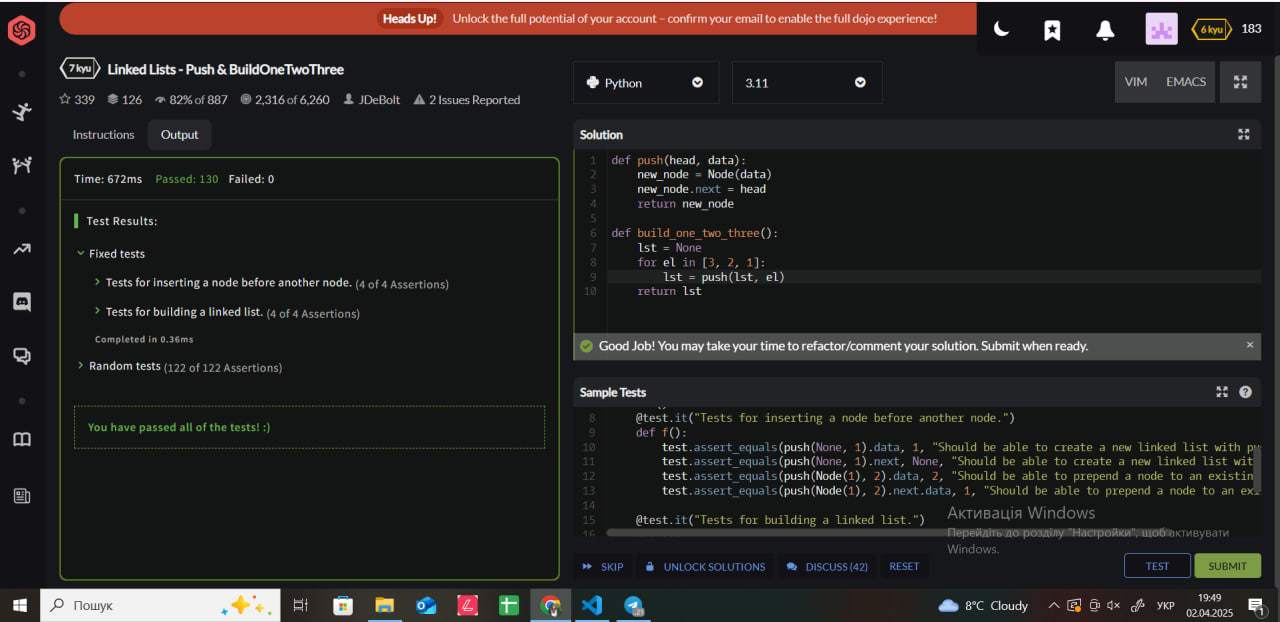 Heads Up! Unlock the full potential of your account – confirm your email to enable the full dojo experience!
6 kyu 183
7 kyu Linked Lists - Push & BuildOneTwoThree
339 126 82% of 887 2,316 of 6,260 JDeBolt 2 Issues Reported
Python 3.11 VIM EMACS
Instructions Output
Time: 672ms Passed: 130 Failed: 0
Test Results:
Fixed tests
Tests for inserting a node before another node. (4 of 4 Assertions)
Tests for building a linked list. (4 of 4 Assertions)
Completed in 0.36ms
Random tests (122 of 122 Assertions)
You have passed all of the tests! :)
Solution
1 def push(head, data):
2 new_node = Node(data)
3 new_node.next = head
4 return new_node
5
6 def build_one_two_three():
7 lst = None
8 for el in [3, 2, 1]:
9 lst = push(lst, el)
10 return lst
Good Job! You may take your time to refactor/comment your solution. Submit when ready. ×
Sample Tests
8 @test.it("Tests for inserting a node before another node.")
9 def f():
10 test.assert_equals(push(None, 1).data, 1, "Should be able to create a new linked list with pu
11 test.assert_equals(push(None, 1).next, None, "Should be able to create a new linked list wit
12 test.assert_equals(push(Node(1), 2).data, 2, "Should be able to prepend a node to an existin
13 test.assert_equals(push(Node(1), 2).next.data, 1, "Should be able to prepend a node to an ex
14
15 @test.it("Tests for building a linked list.")
16
Активація Windows
Перейдіть до розділу "Настройки", щоб активувати
Windows.
SKIP UNLOCK SOLUTIONS DISCUSS (42) RESET TEST SUBMIT
Пошук
8°C Cloudy УКР 19:49
02.04.2025
1